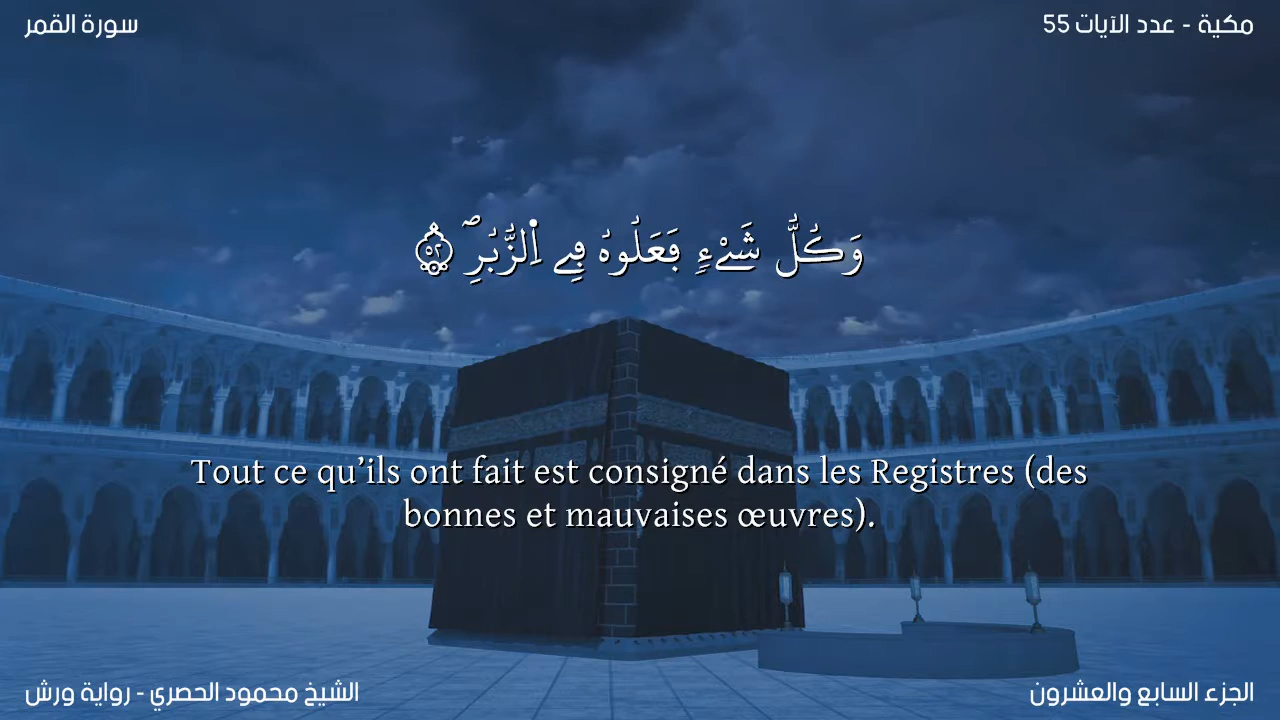 سورة القمر
مكية - عدد الآيات 55
وَكُلُّ شَےْءٍ فَعَلُوهُ فِے اِ۬لزُّبُرِۖ ٥٢
Tout ce qu’ils ont fait est consigné dans les Registres (des
bonnes et mauvaises œuvres).
الشيخ محمود الحصري - رواية ورش
الجزء السابع والعشرون